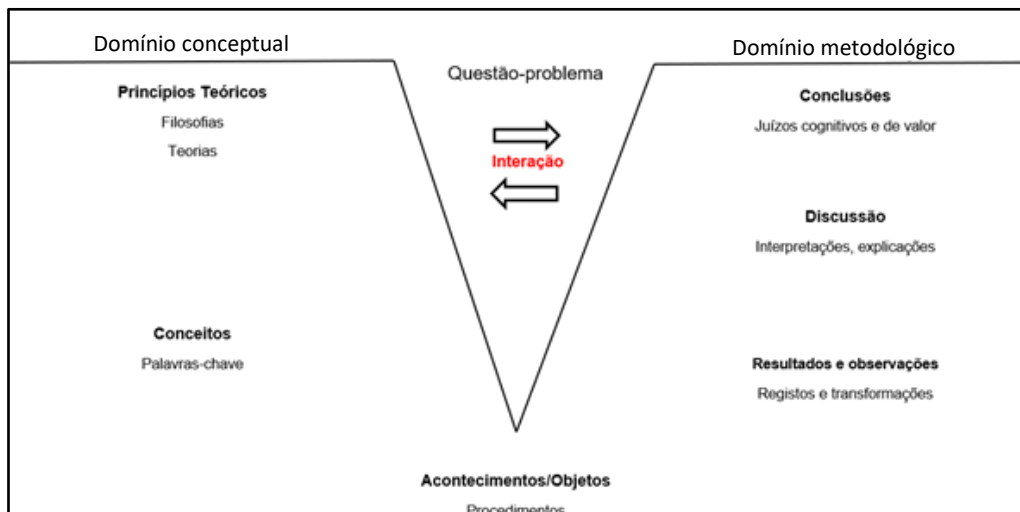 Domínio conceptual
Princípios Teóricos
Filosofias
Teorias
Conceitos
Palavras-chave
Questão-problema
Interação
Domínio metodológico
Conclusões
Juízos cognitivos e de valor
Discussão
Interpretações, explicações
Resultados e observações
Registos e transformações
Acontecimentos/Objetos
Procedimentos